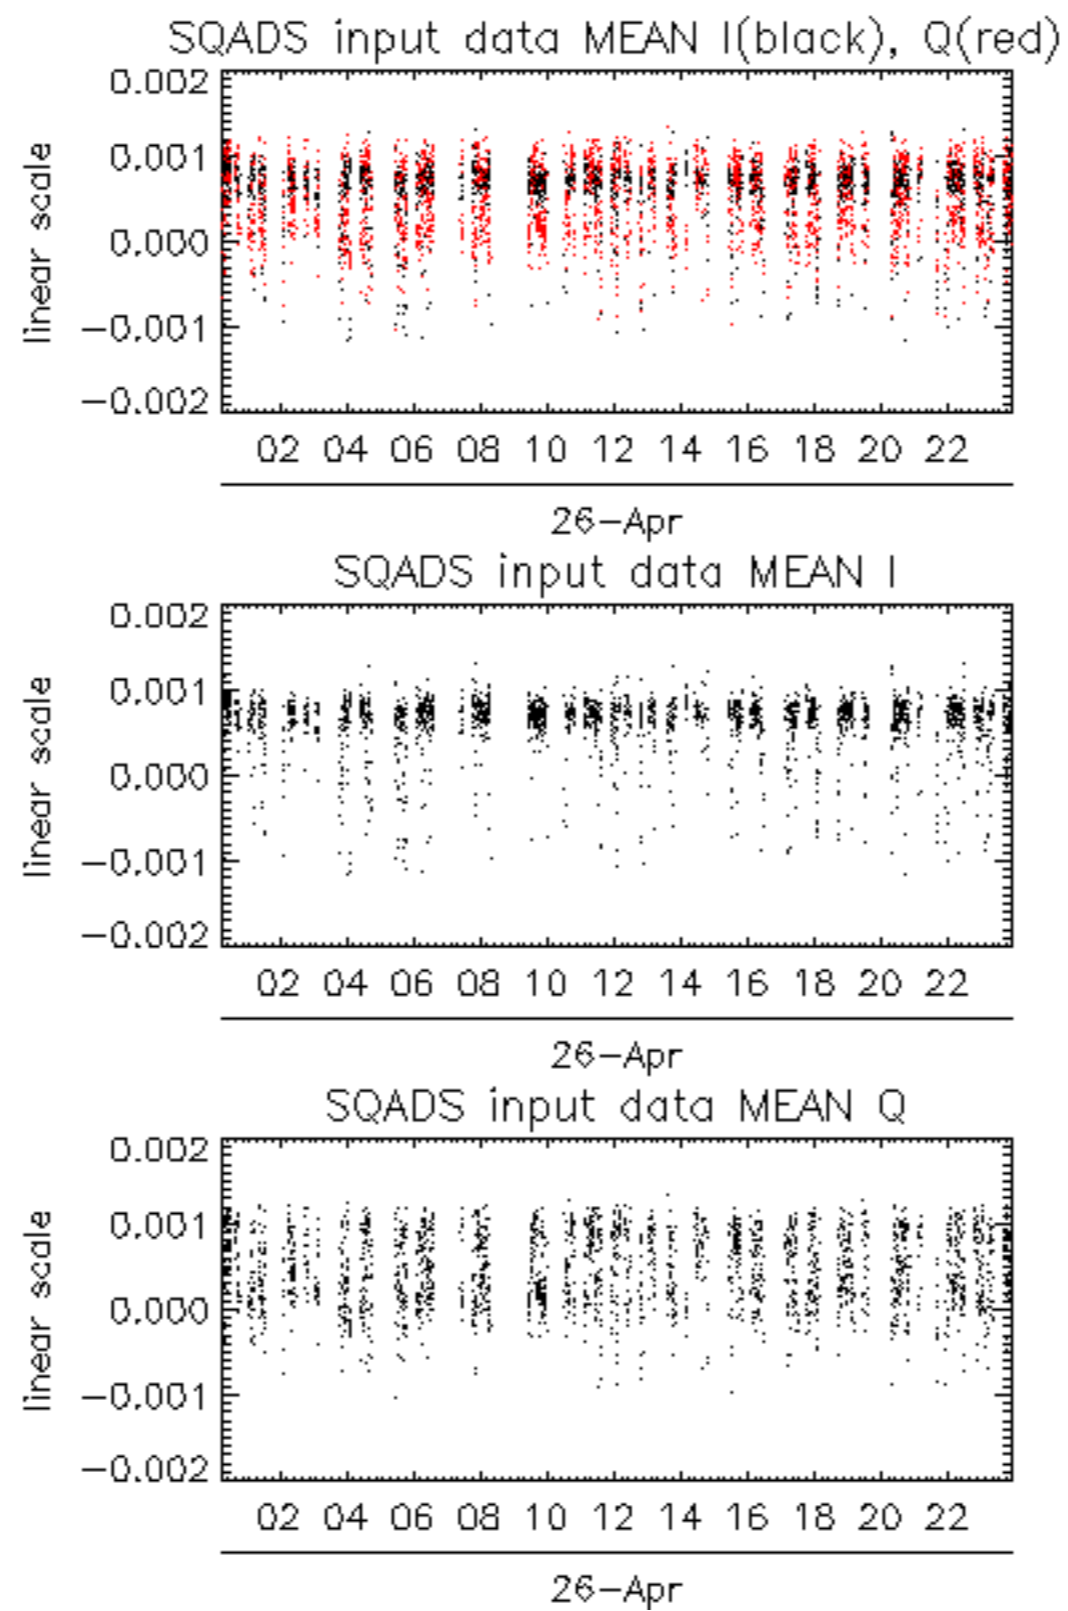 SQADS input data MEAN I(black), Q(red)
0.002
0.001
0.000
−0.001
−0.002
linear scale
02 04 06 08 10 12 14 16 18 20 22
26−Apr
SQADS input data MEAN I
0.002
0.001
0.000
−0.001
−0.002
linear scale
02 04 06 08 10 12 14 16 18 20 22
26−Apr
SQADS input data MEAN Q
0.002
0.001
0.000
−0.001
−0.002
linear scale
02 04 06 08 10 12 14 16 18 20 22
26−Apr